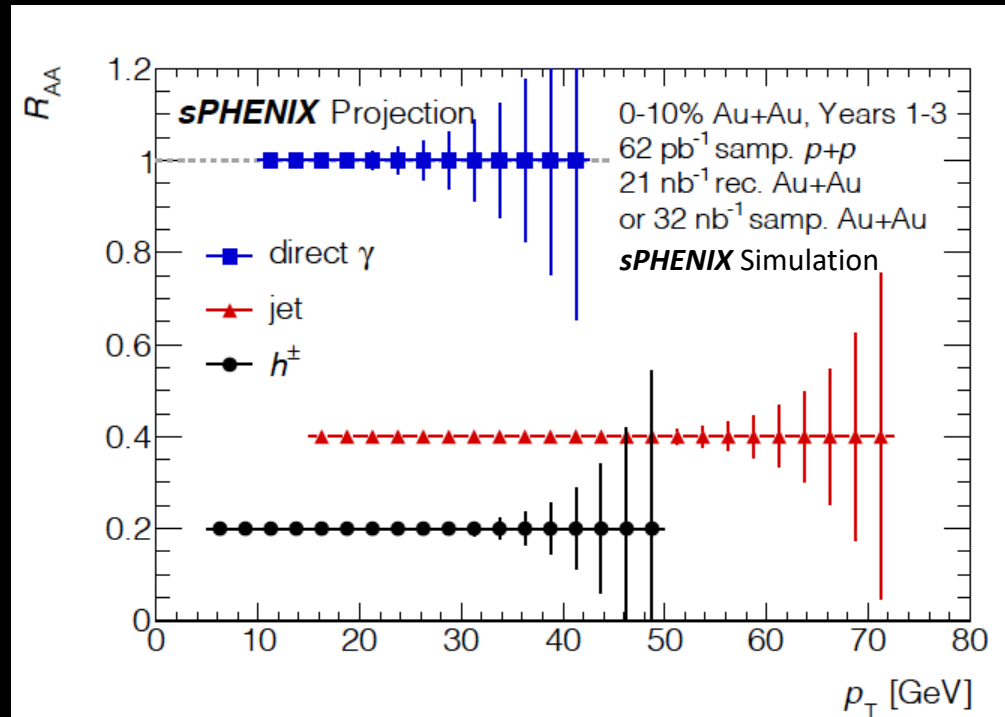 R_AA
1.2
1
0.8
0.6
0.4
0.2
0
sPHENIX Projection
0-10% Au+Au, Years 1-3
62 pb⁻¹ samp. p+p
21 nb⁻¹ rec. Au+Au
or 32 nb⁻¹ samp. Au+Au
sPHENIX Simulation
direct γ
jet
h±
0 10 20 30 40 50 60 70 80
p_T [GeV]